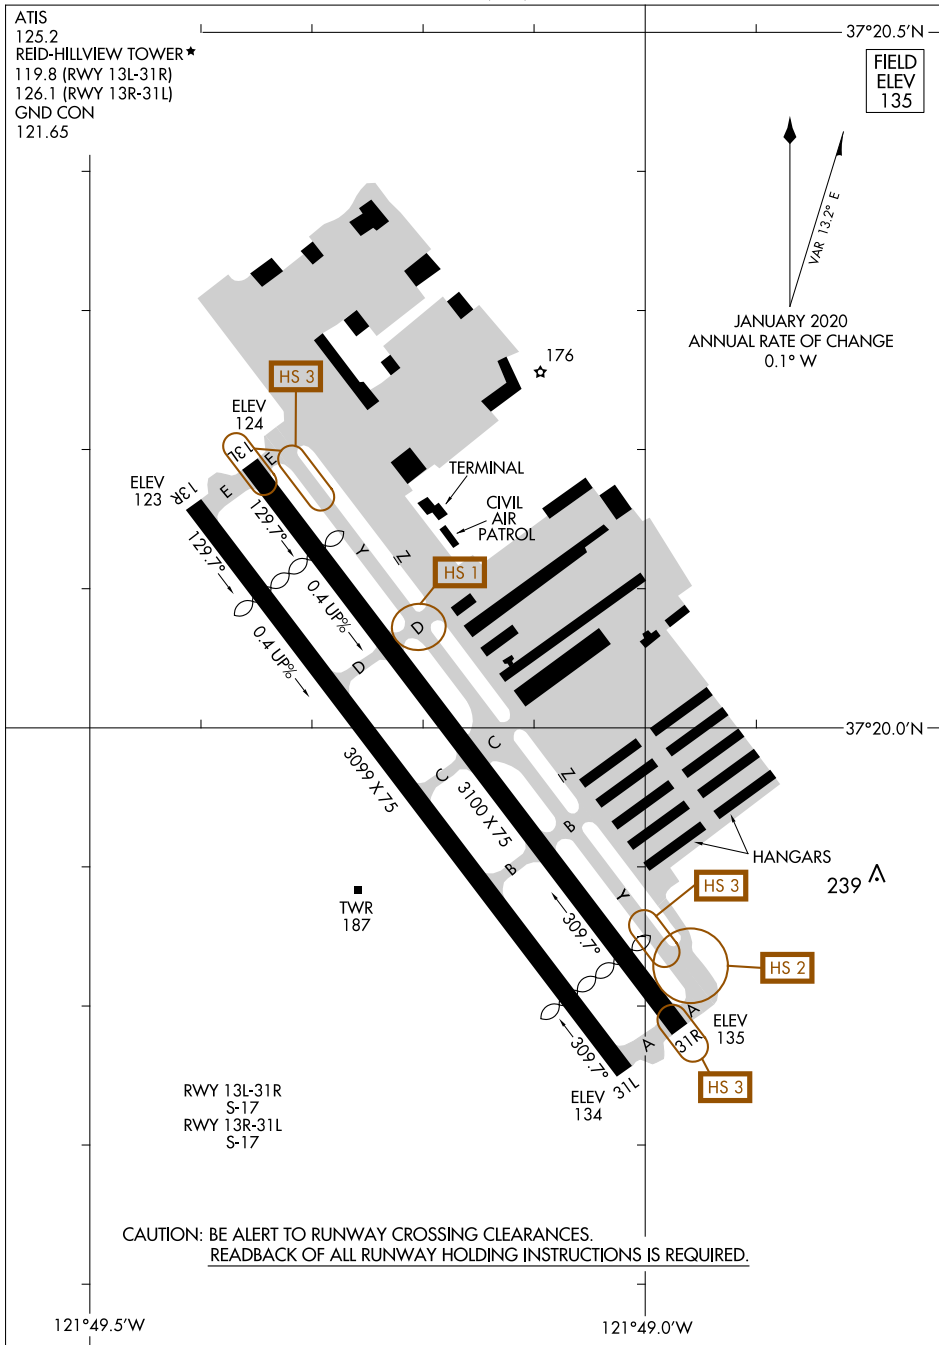 ATIS
125.2
REID-HILLVIEW TOWER ★
119.8 (RWY 13L-31R)
126.1 (RWY 13R-31L)
GND CON
121.65
37°20.5'N
FIELD
ELEV
135
VAR 13.2° E
JANUARY 2020
ANNUAL RATE OF CHANGE
0.1° W
176
HS 3
ELEV
124
13L
E
ELEV
123
13R
E
TERMINAL
CIVIL
AIR
PATROL
129.7°
129.7°
Y
Z
HS 1
0.4 UP%
0.4 UP%
D
D
37°20.0'N
C
C
Z
3099 X 75
3100 X 75
B
B
HANGARS
239
TWR
187
HS 3
Y
309.7°
HS 2
A
A
ELEV
135
31R
309.7°
31L
HS 3
ELEV
134
RWY 13L-31R
S-17
RWY 13R-31L
S-17
CAUTION: BE ALERT TO RUNWAY CROSSING CLEARANCES.
READBACK OF ALL RUNWAY HOLDING INSTRUCTIONS IS REQUIRED.
121°49.5'W
121°49.0'W